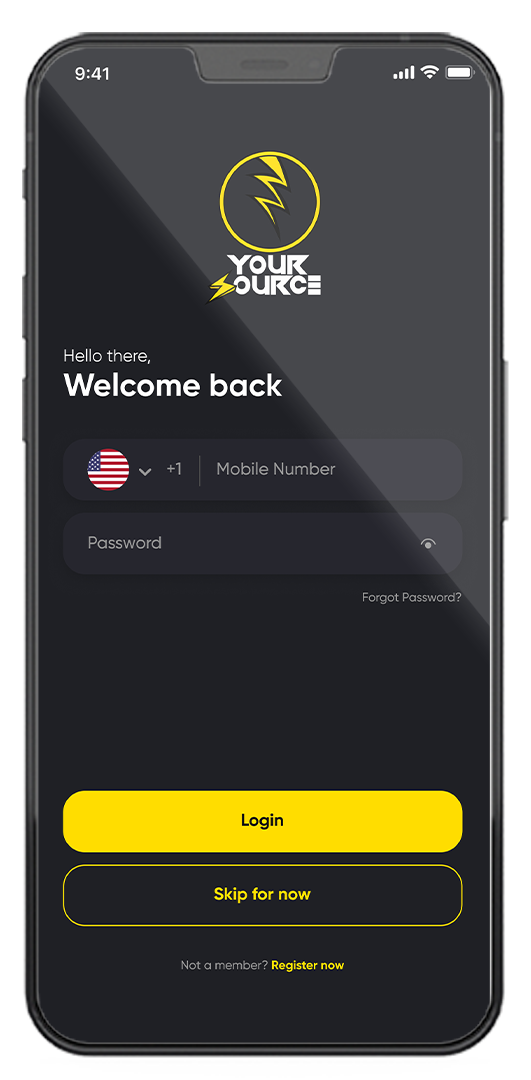 9:41
YOUR
SOURCE
Hello there,
Welcome back
+1 Mobile Number
Password
Forgot Password?
Login
Skip for now
Not a member? Register now